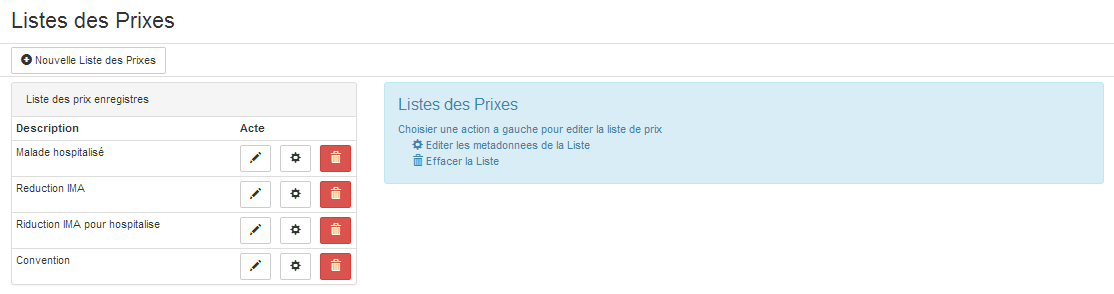 Listes des Prixes
Nouvelle Liste des Prixes
Liste des prix enregistres
Description Acte
Malade hospitalisé
Reduction IMA
Riduction IMA pour hospitalise
Convention
Listes des Prixes
Choisier une action a gauche pour editer la liste de prix
Editer les metadonnees de la Liste
Effacer la Liste